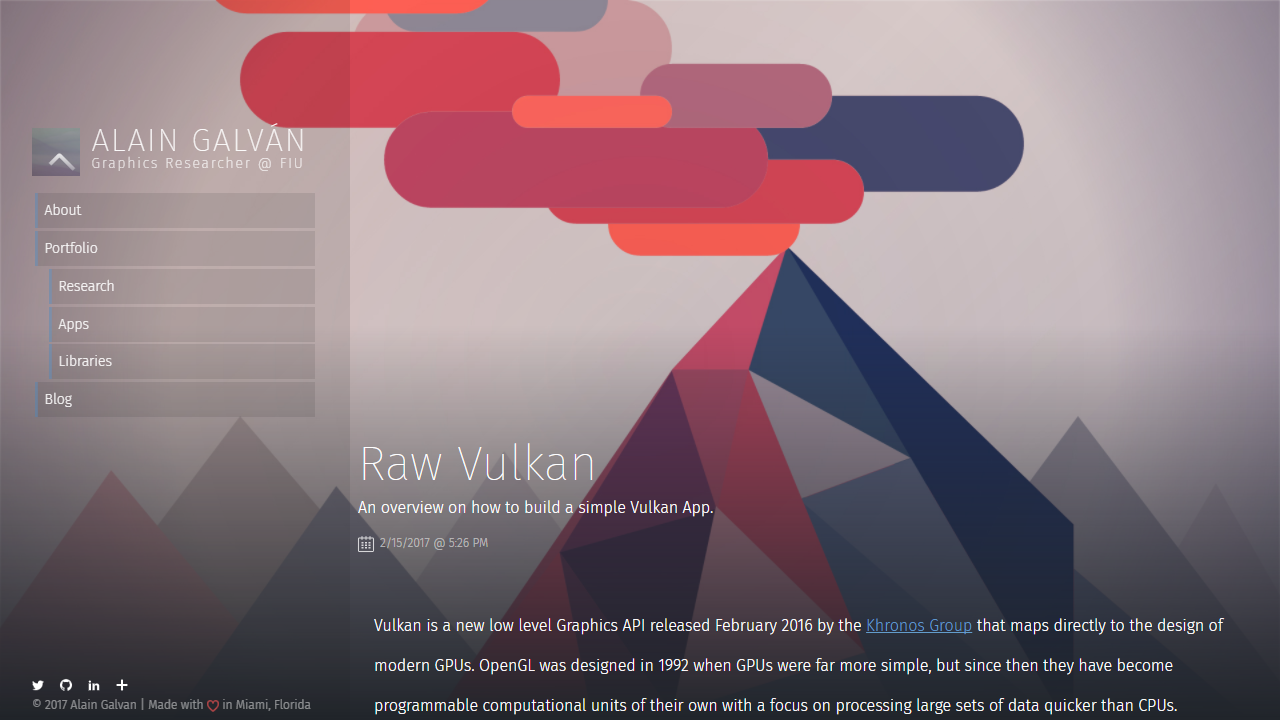 ALAIN GALVÁN
Graphics Researcher @ FIU
About
Portfolio
Research
Apps
Libraries
Blog
Raw Vulkan
An overview on how to build a simple Vulkan App.
2/15/2017 @ 5:26 PM
Vulkan is a new low level Graphics API released February 2016 by the Khronos Group that maps directly to the design of
modern GPUs. OpenGL was designed in 1992 when GPUs were far more simple, but since then they have become
programmable computational units of their own with a focus on processing large sets of data quicker than CPUs.
© 2017 Alain Galvan | Made with in Miami, Florida